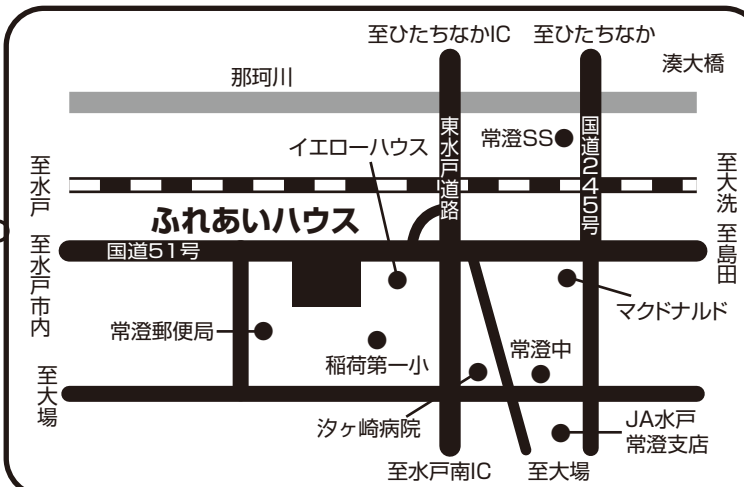 至ひたちなかIC
至ひたちなか
湊大橋
那珂川
東水戸道路
国道245号
常澄SS
イエローハウス
至水戸
至大洗
ふれあいハウス
国道51号
至水戸市内
至島田
マクドナルド
常澄郵便局
稲荷第一小
常澄中
至大場
汐ヶ崎病院
JA水戸
常澄支店
至水戸南IC
至大場